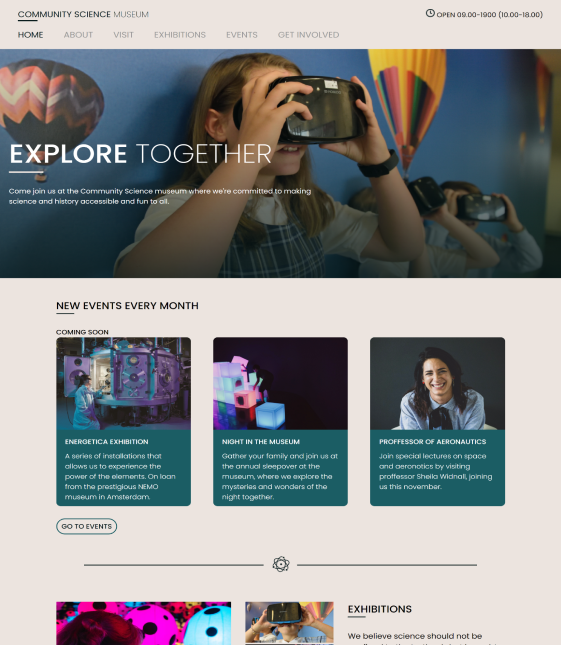 COMMUNITY SCIENCE MUSEUM
OPEN 09.00-1900 (10.00-18.00)
HOME ABOUT VISIT EXHIBITIONS EVENTS GET INVOLVED
EXPLORE TOGETHER
Come join us at the Community Science museum where we're committed to making
science and history accessible and fun to all.
NEW EVENTS EVERY MONTH
COMING SOON
ENERGETICA EXHIBITION
A series of installations that
allows us to experience the
power of the elements. On loan
from the prestigious NEMO
museum in Amsterdam.
NIGHT IN THE MUSEUM
Gather your family and join us at
the annual sleepover at the
museum, where we explore the
mysteries and wonders of the
night together.
PROFFESSOR OF AERONAUTICS
Join special lectures on space
and aeronotics by visiting
professor Sheila Widnall, joining
us this november.
GO TO EVENTS
EXHIBITIONS
We believe science should not be